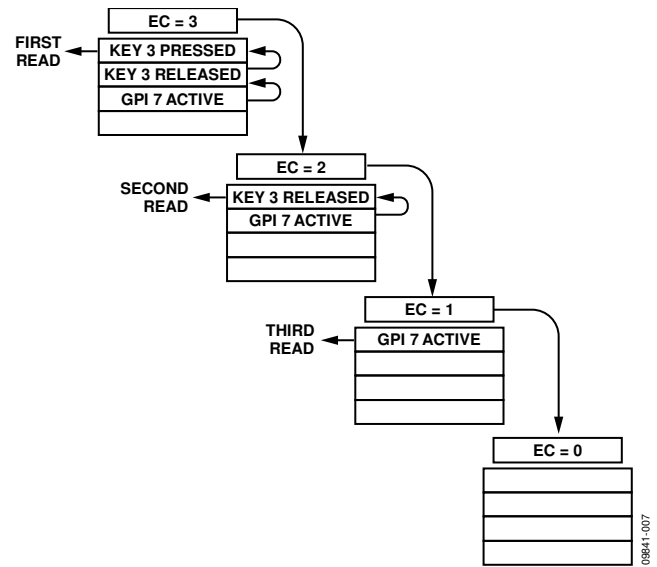 EC = 3
FIRST
READ
KEY 3 PRESSED
KEY 3 RELEASED
GPI 7 ACTIVE
EC = 2
SECOND
READ
KEY 3 RELEASED
GPI 7 ACTIVE
EC = 1
THIRD
READ
GPI 7 ACTIVE
EC = 0
09841-007